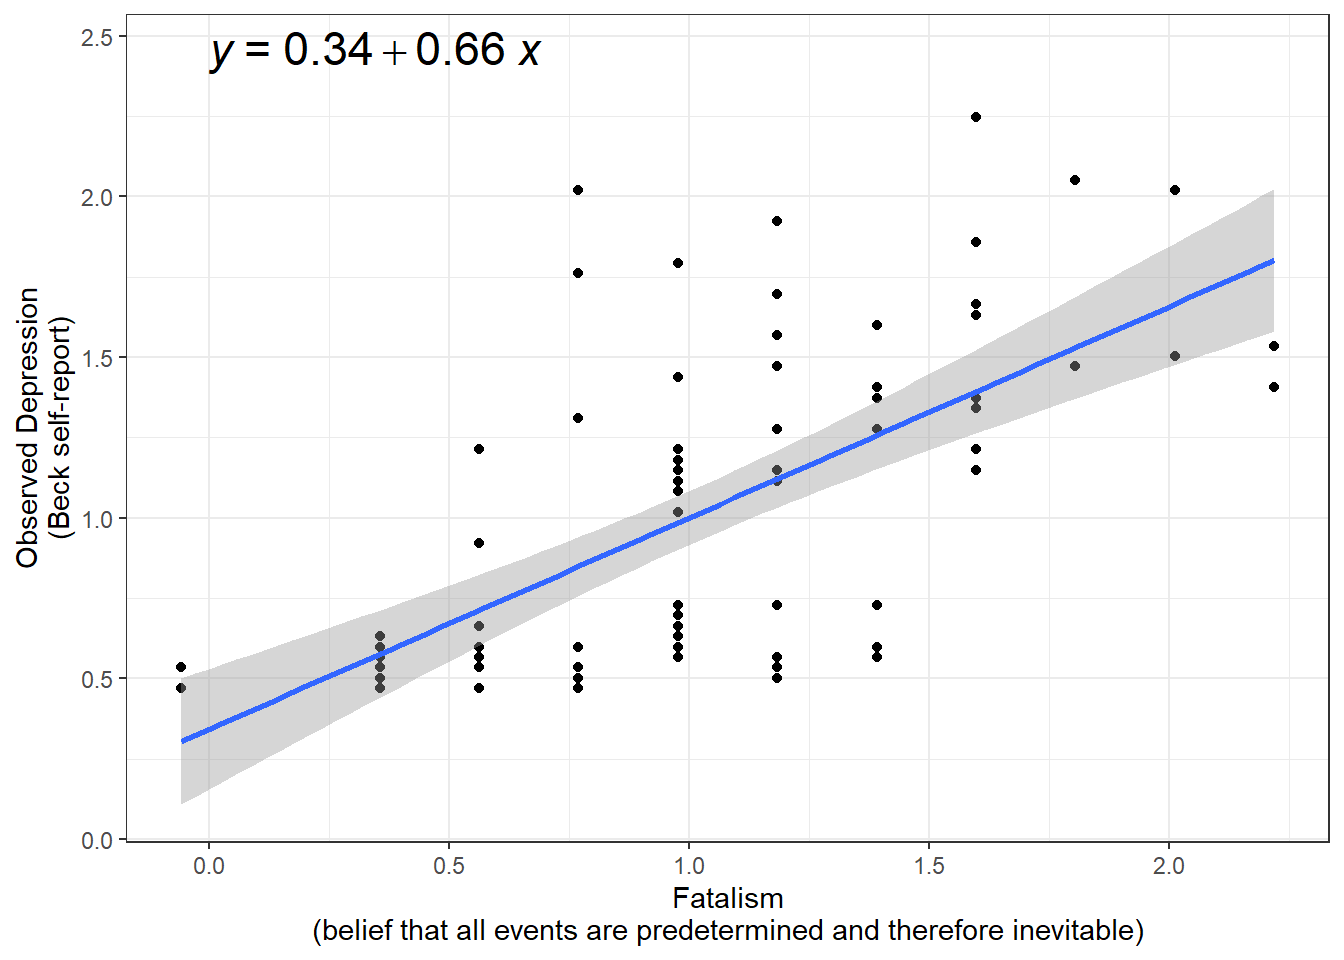 y = 0.34 + 0.66 x
2.5
2.0
1.5
1.0
0.5
0.0
Observed Depression
(Beck self-report)
0.0 0.5 1.0 1.5 2.0
Fatalism
(belief that all events are predetermined and therefore inevitable)